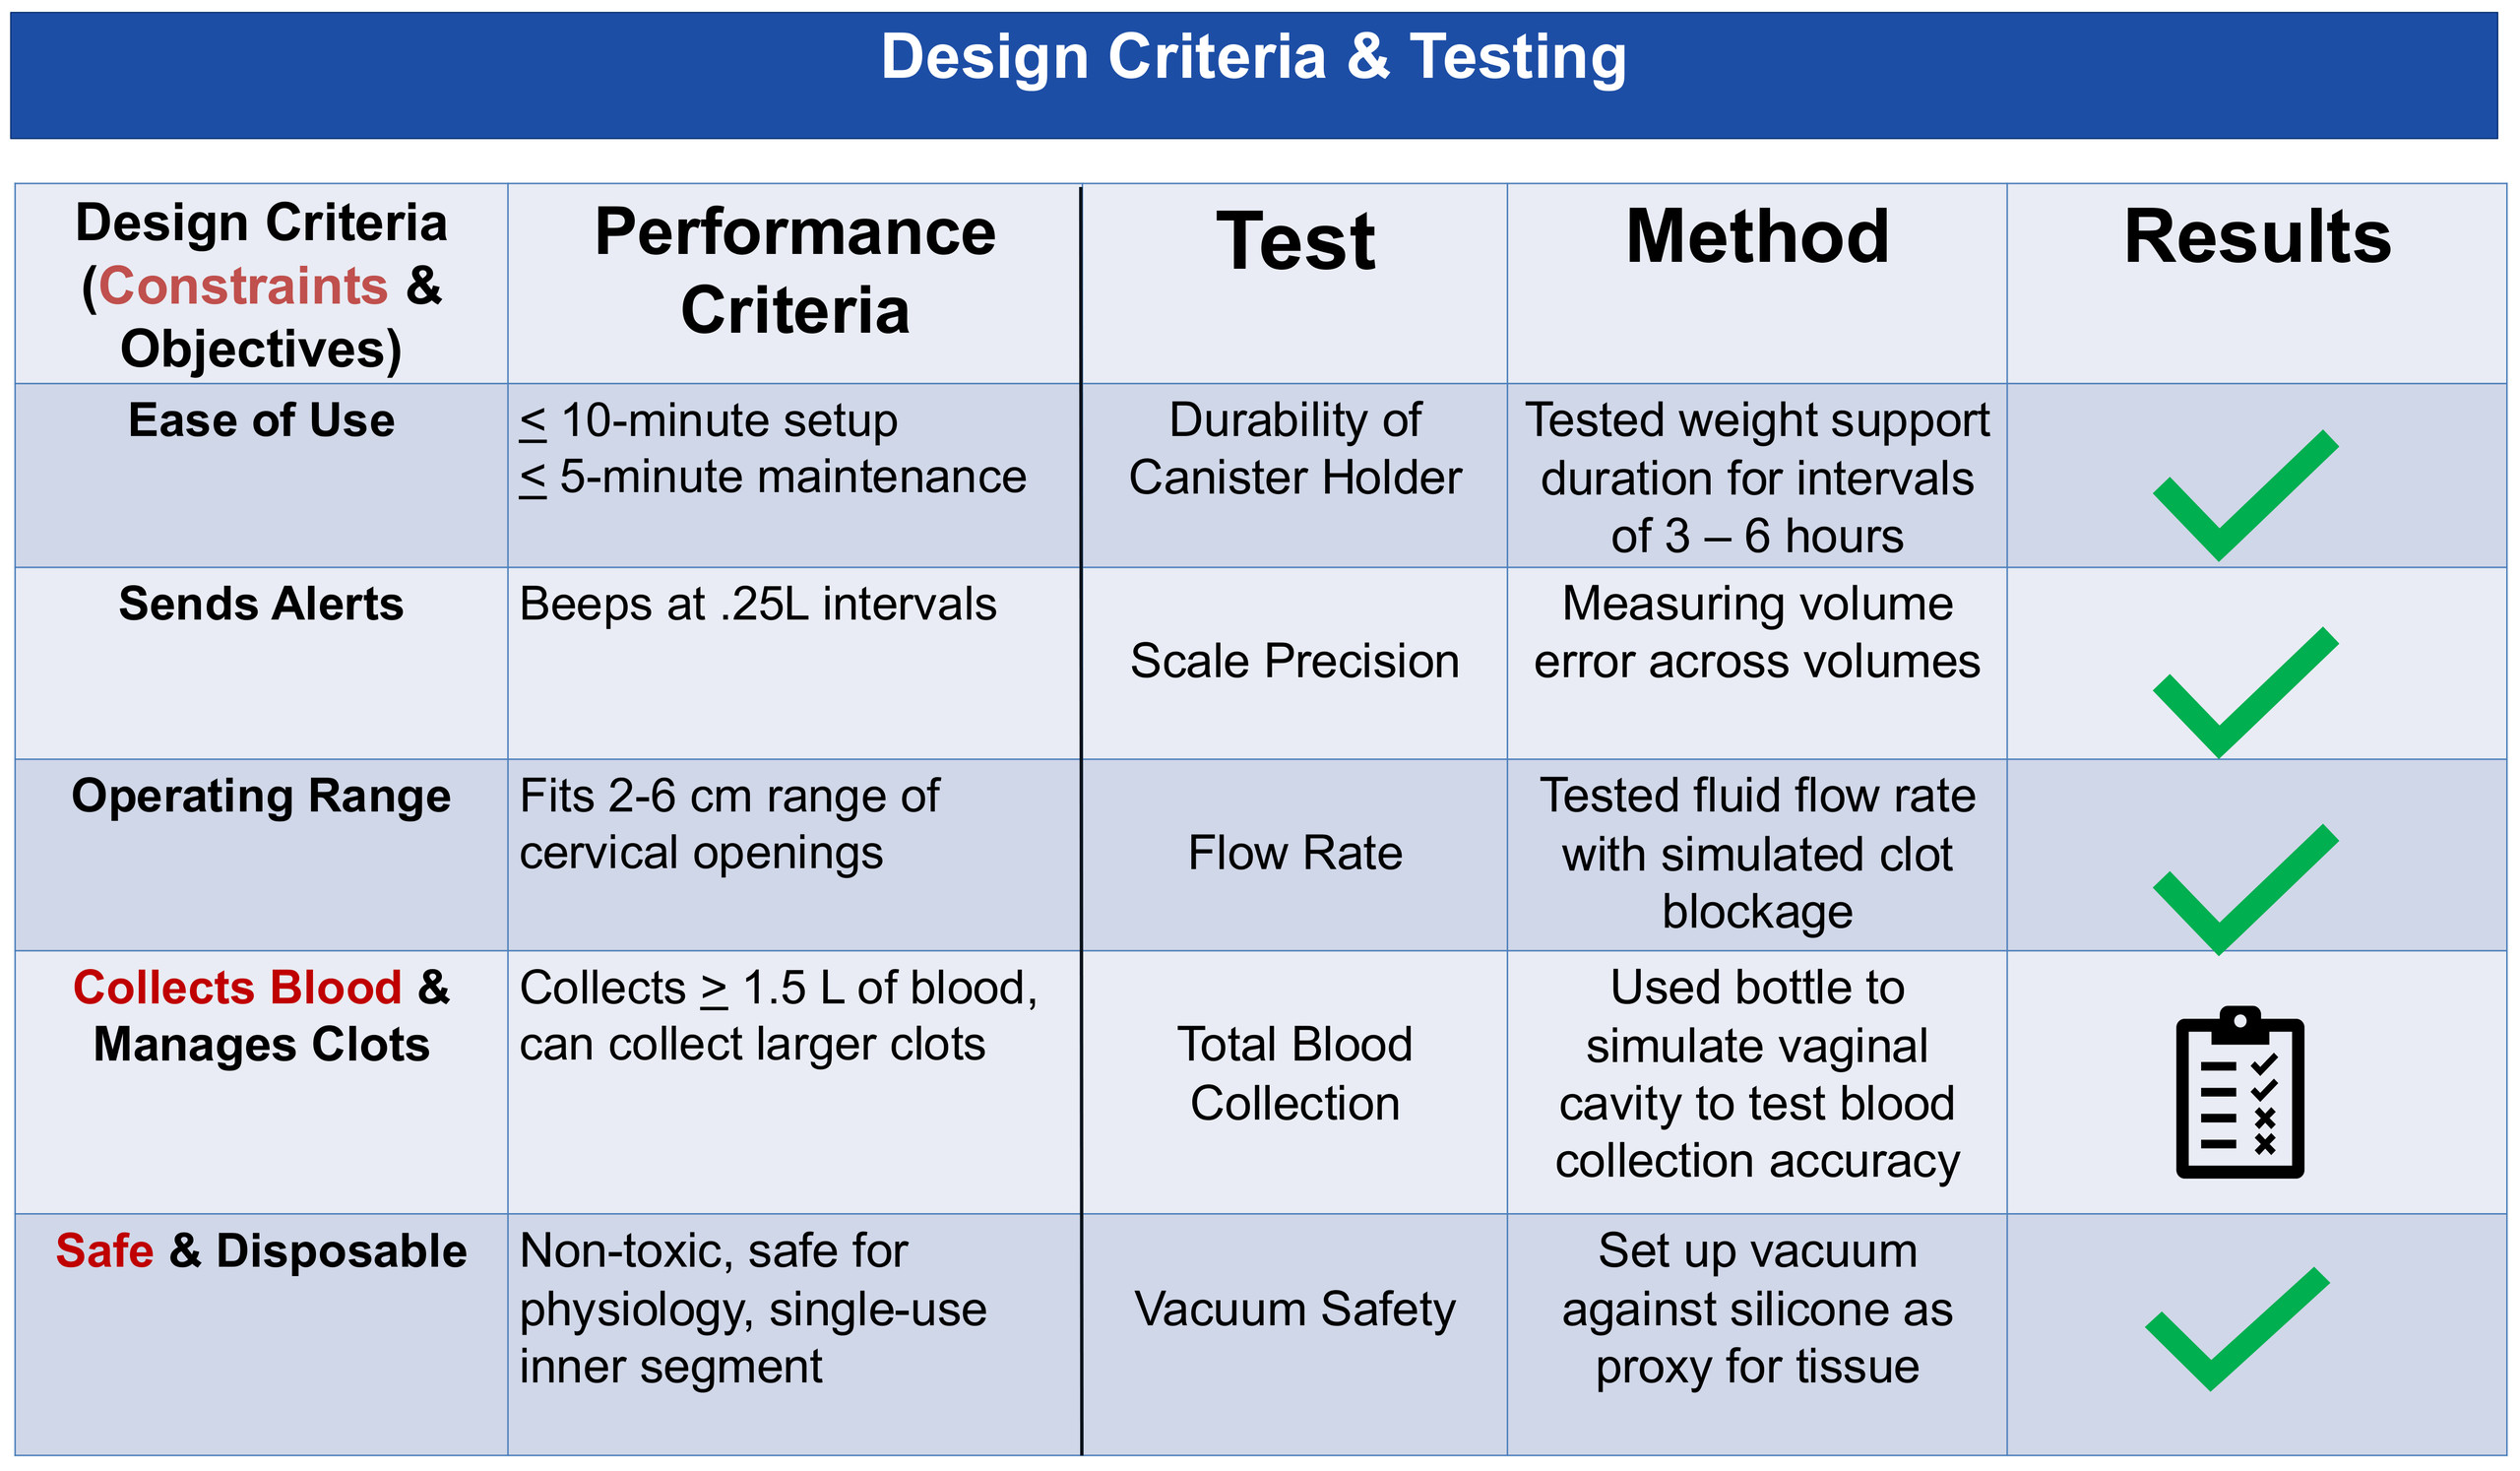 Design Criteria & Testing
Design Criteria
(Constraints &
Objectives)
Performance
Criteria
Test
Method
Results
Ease of Use
≤ 10-minute setup
≤ 5-minute maintenance
Durability of
Canister Holder
Tested weight support
duration for intervals
of 3 – 6 hours
Sends Alerts
Beeps at .25L intervals
Scale Precision
Measuring volume
error across volumes
Operating Range
Fits 2-6 cm range of
cervical openings
Flow Rate
Tested fluid flow rate
with simulated clot
blockage
Collects Blood &
Manages Clots
Collects ≥ 1.5 L of blood,
can collect larger clots
Total Blood
Collection
Used bottle to
simulate vaginal
cavity to test blood
collection accuracy
Safe & Disposable
Non-toxic, safe for
physiology, single-use
inner segment
Vacuum Safety
Set up vacuum
against silicone as
proxy for tissue